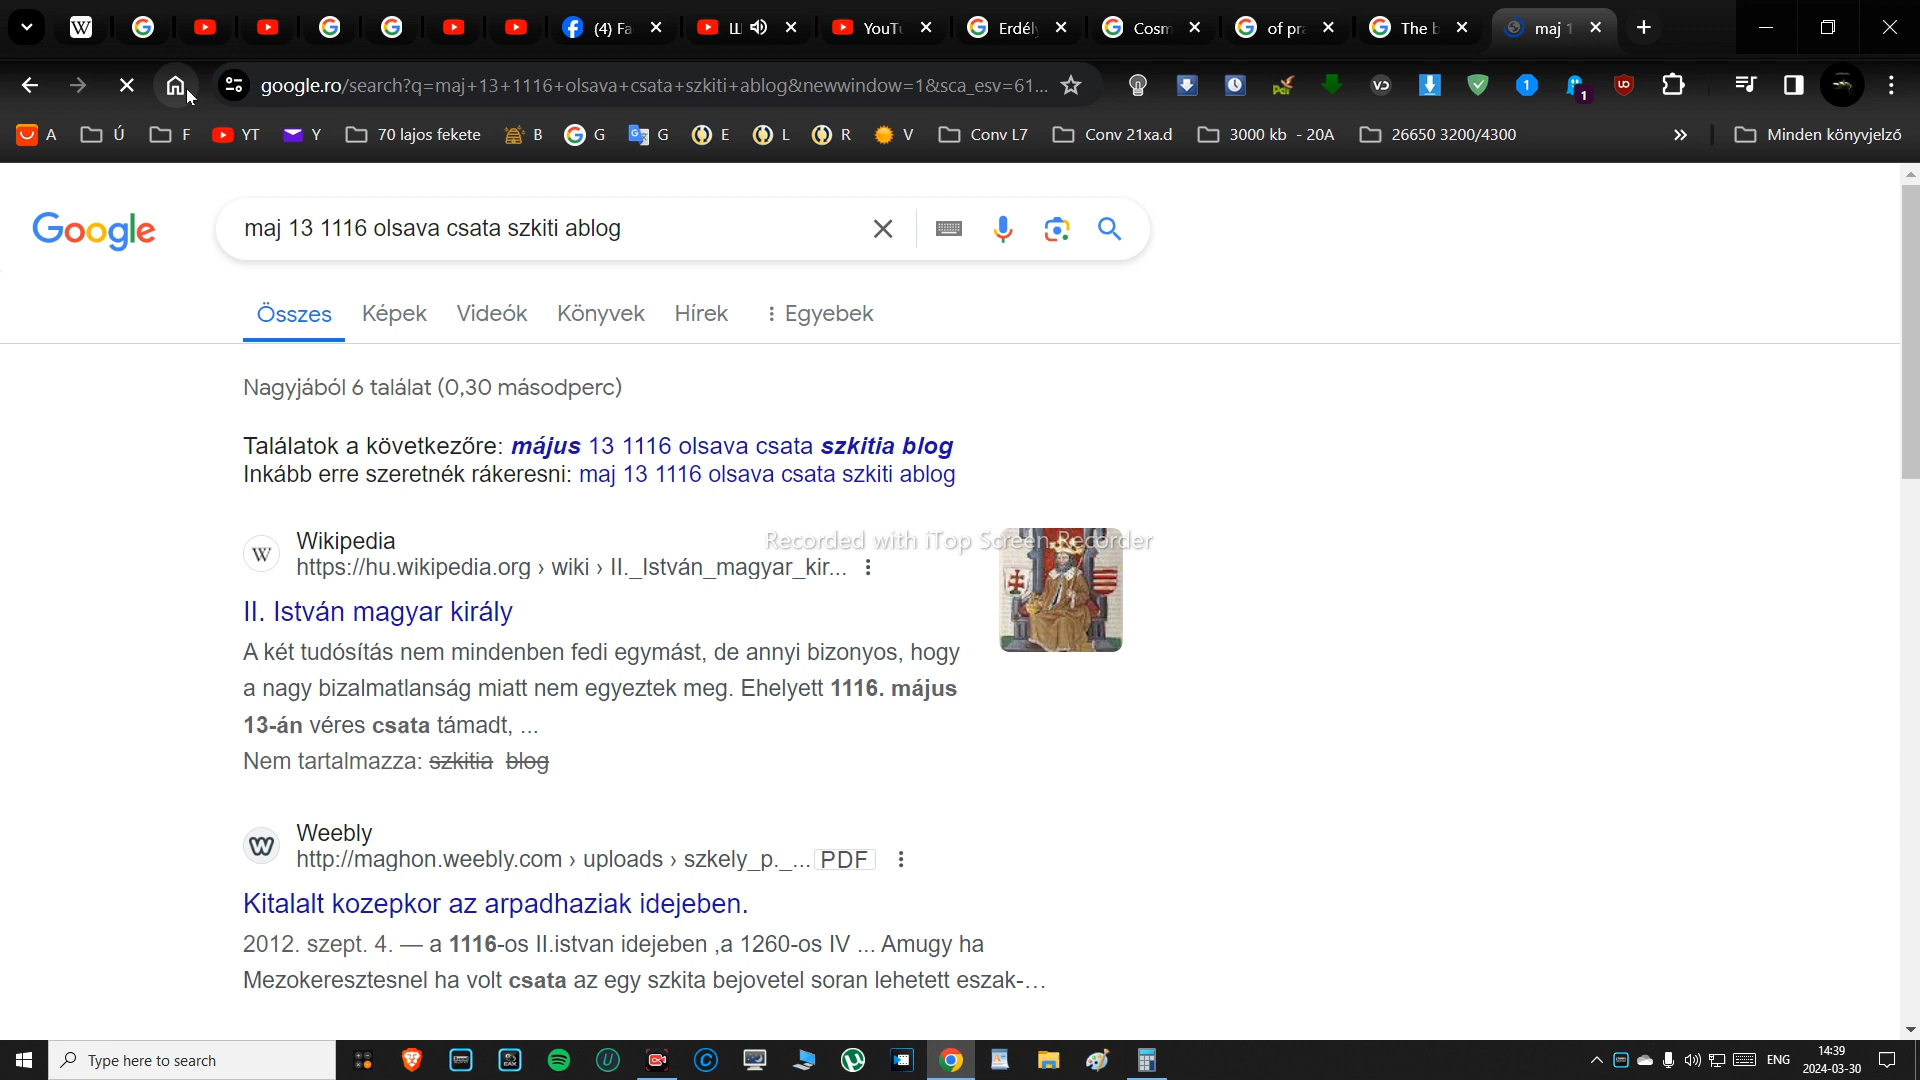 (4) Fa
YouTu
Erdél
Cosm
of pra
The b
maj 1
google.ro/search?q=maj+13+1116+olsava+csata+szkiti+ablog&newwindow=1&sca_esv=61...
A
Ú
F
YT
Y
70 lajos fekete
B
G
G
E
L
R
V
Conv L7
Conv 21xa.d
3000 kb - 20A
26650 3200/4300
»
Minden könyvjelző
Google
maj 13 1116 olsava csata szkiti ablog
Összes
Képek
Videók
Könyvek
Hírek
Egyebek
Nagyjából 6 találat (0,30 másodperc)
Találatok a következőre: május 13 1116 olsava csata szkitia blog
Inkább erre szeretnék rákeresni: maj 13 1116 olsava csata szkiti ablog
Recorded with iTop Screen Recorder
W
Wikipedia
https://hu.wikipedia.org › wiki › II._István_magyar_kir...
II. István magyar király
A két tudósítás nem mindenben fedi egymást, de annyi bizonyos, hogy
a nagy bizalmatlanság miatt nem egyeztek meg. Ehelyett 1116. május
13-án véres csata támadt, ...
Nem tartalmazza: szkitia blog
Weebly
http://maghon.weebly.com › uploads › szkely_p._... PDF
Kitalalt kozepkor az arpadhaziak idejeben.
2012. szept. 4. — a 1116-os II.istvan idejeben ,a 1260-os IV ... Amugy ha
Mezokeresztesnel ha volt csata az egy szkita bejovetel soran lehetett eszak-...
Type here to search
ENG
14:39
2024-03-30